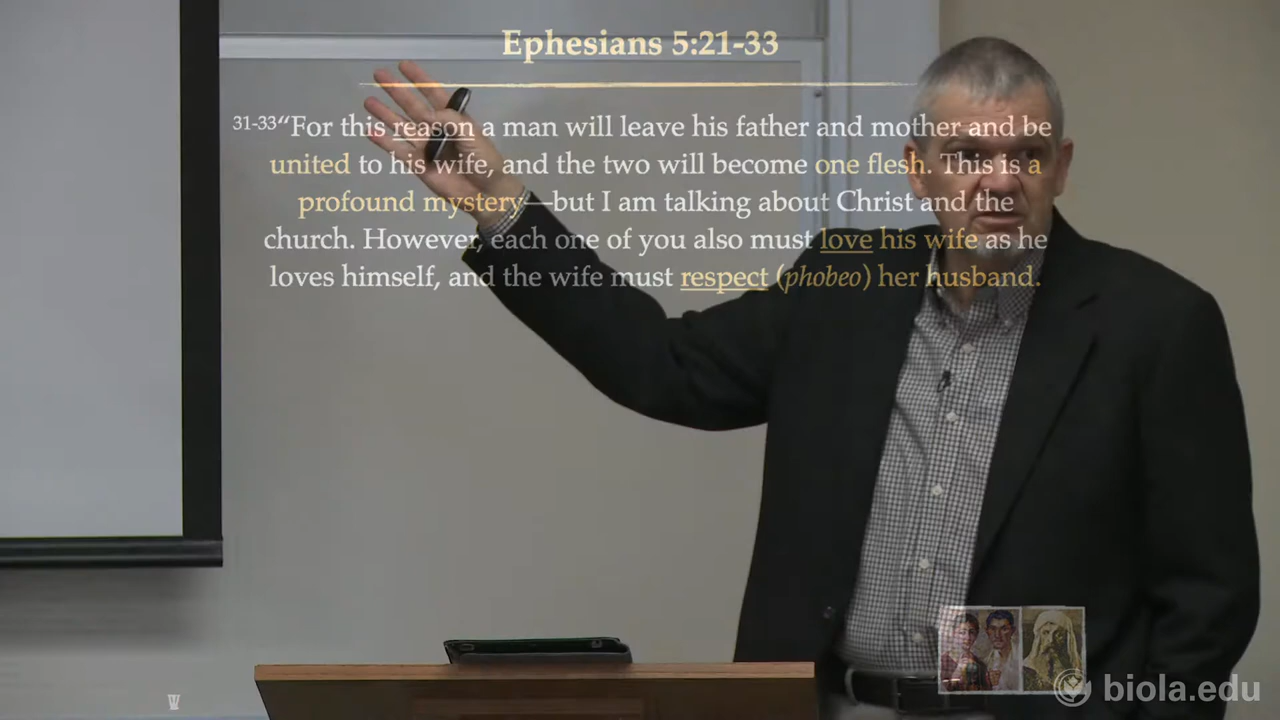 Ephesians 5:21-33
31-33“For this reason a man will leave his father and mother and be
united to his wife, and the two will become one flesh. This is a
profound mystery—but I am talking about Christ and the
church. However, each one of you also must love his wife as he
loves himself, and the wife must respect (phobeo) her husband.
biola.edu